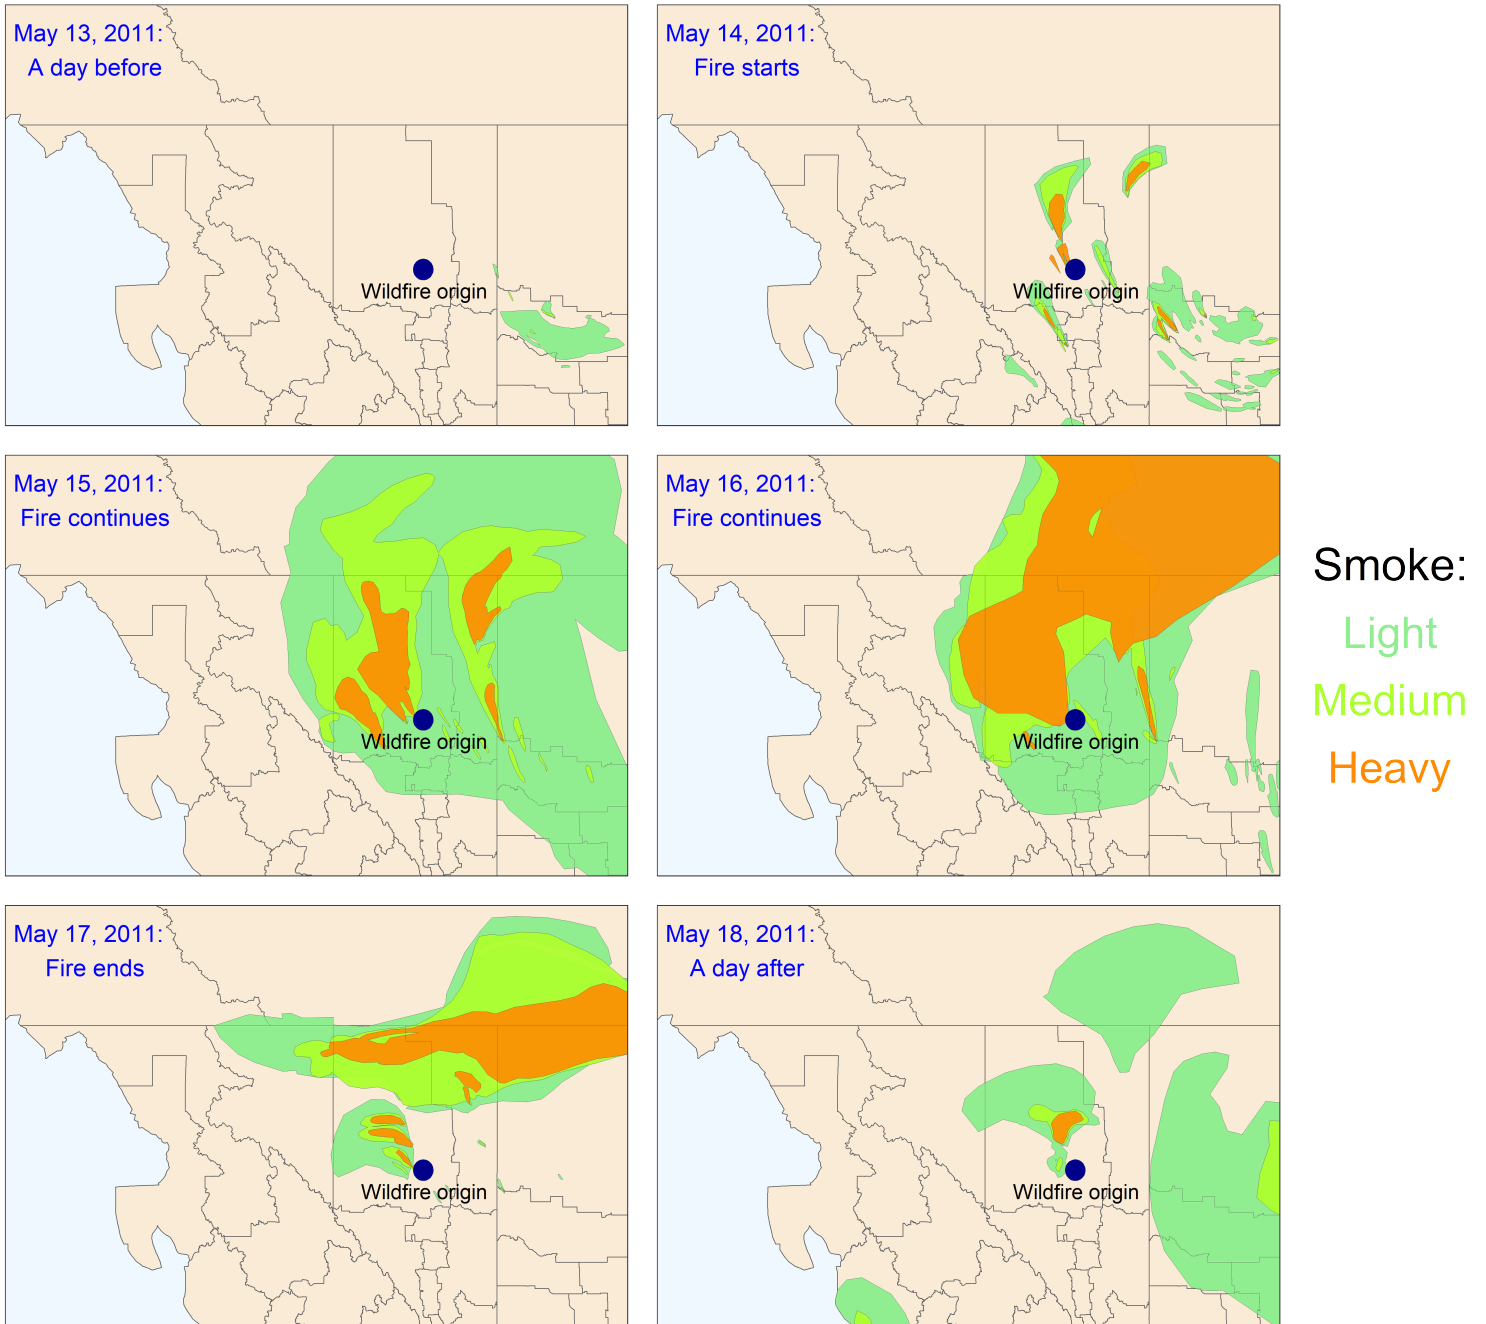 May 13, 2011:
A day before
Wildfire origin
May 14, 2011:
Fire starts
Wildfire origin
May 15, 2011:
Fire continues
Wildfire origin
May 16, 2011:
Fire continues
Wildfire origin
Smoke:
Light
Medium
Heavy
May 17, 2011:
Fire ends
Wildfire origin
May 18, 2011:
A day after
Wildfire origin